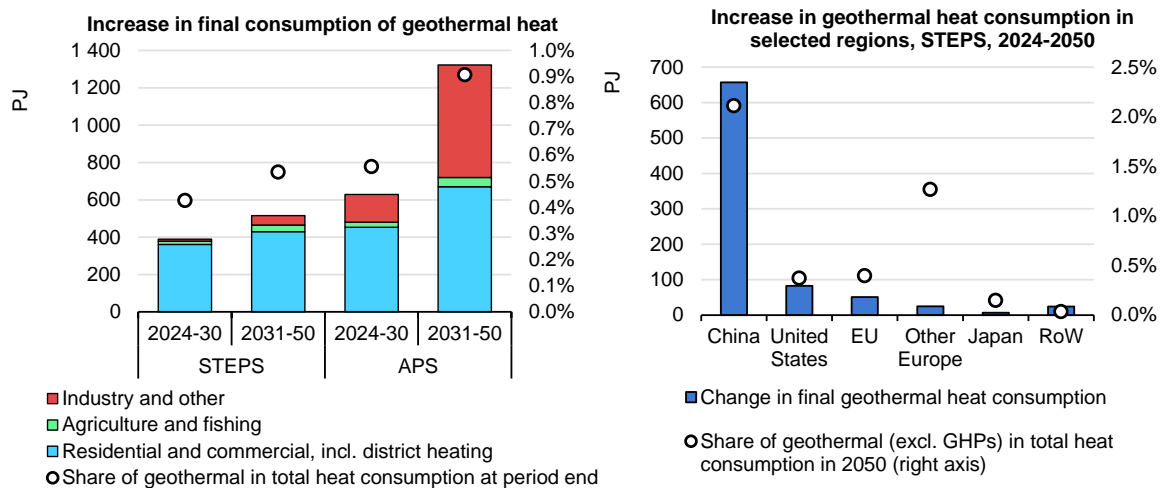 Increase in final consumption of geothermal heat
PJ
1 400
1 200
1 000
800
600
400
200
0
1.0%
0.9%
0.8%
0.7%
0.6%
0.5%
0.4%
0.3%
0.2%
0.1%
0.0%
2024-30 2031-50 2024-30 2031-50
STEPS APS
Industry and other
Agriculture and fishing
Residential and commercial, incl. district heating
Share of geothermal in total heat consumption at period end
Increase in geothermal heat consumption in
selected regions, STEPS, 2024-2050
PJ
700
600
500
400
300
200
100
0
2.5%
2.0%
1.5%
1.0%
0.5%
0.0%
China United EU Other Japan RoW
States Europe
Change in final geothermal heat consumption
Share of geothermal (excl. GHPs) in total heat
consumption in 2050 (right axis)